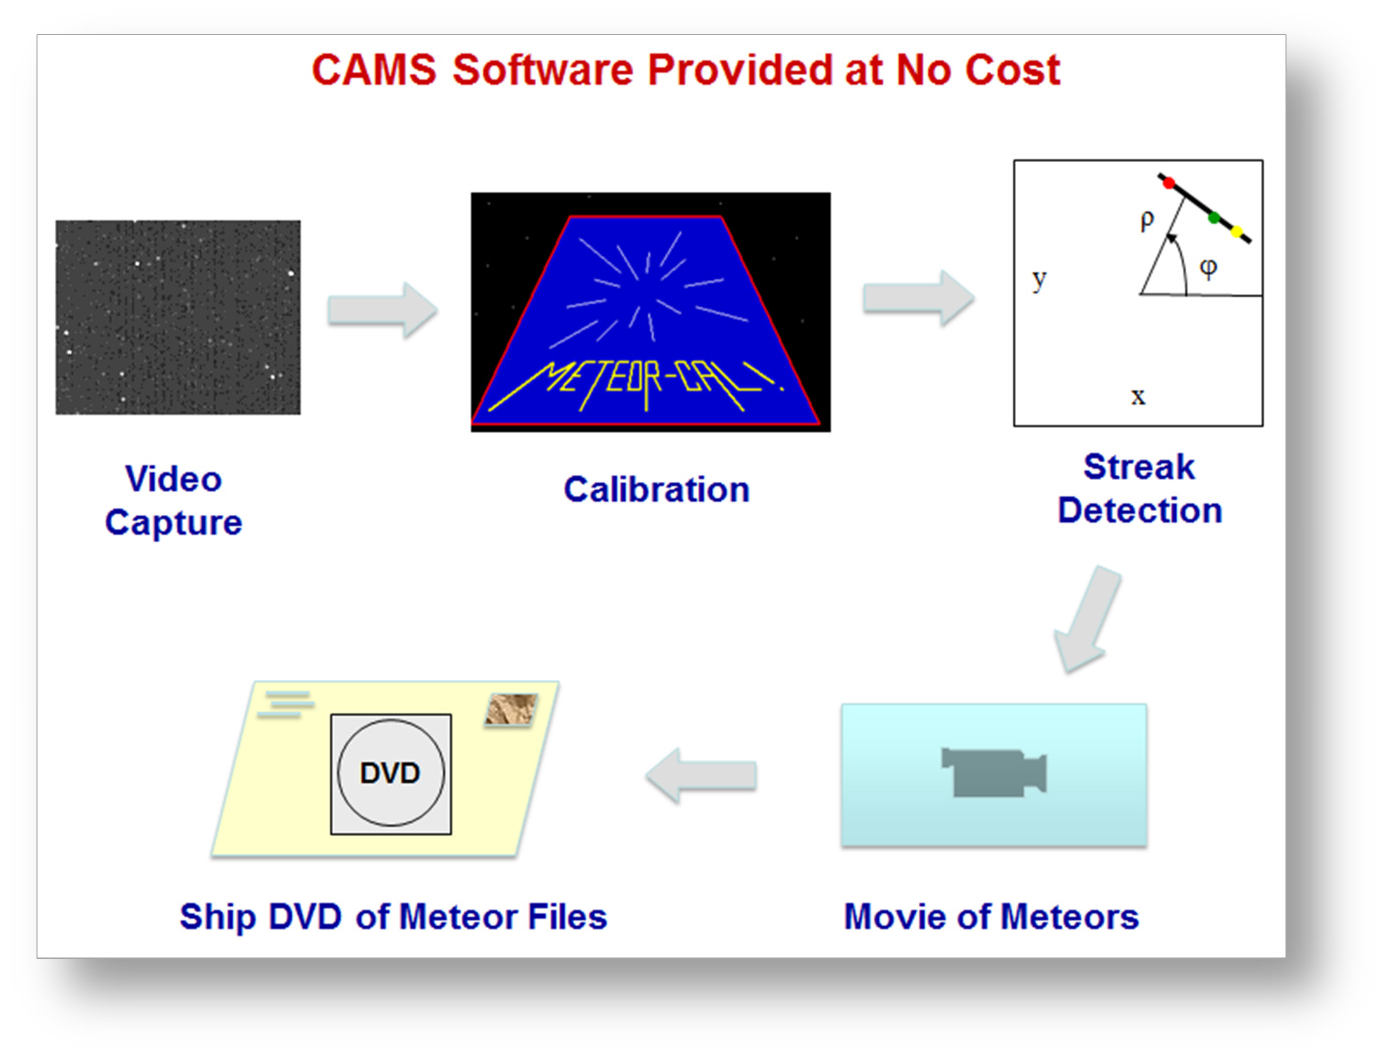 CAMS Software Provided at No Cost
METEOR-CAL!
ρ
φ
y
x
Video
Capture
Calibration
Streak
Detection
DVD
Ship DVD of Meteor Files
Movie of Meteors